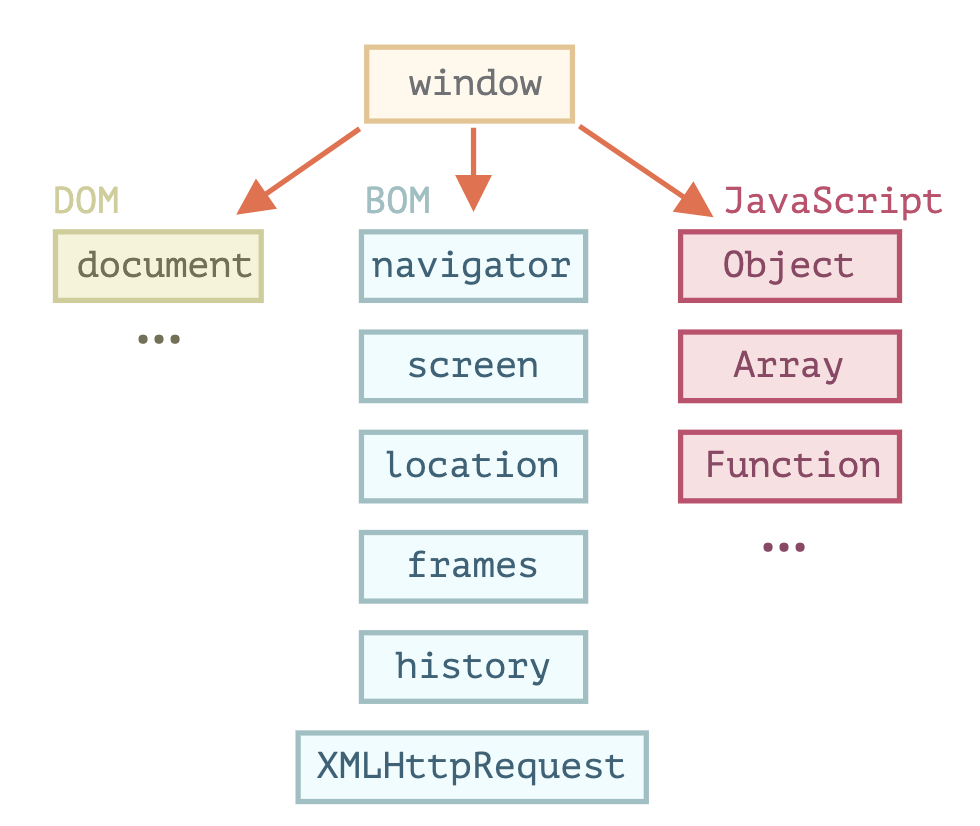 window
DOM
document
...
BOM
navigator
screen
location
frames
history
XMLHttpRequest
JavaScript
Object
Array
Function
...